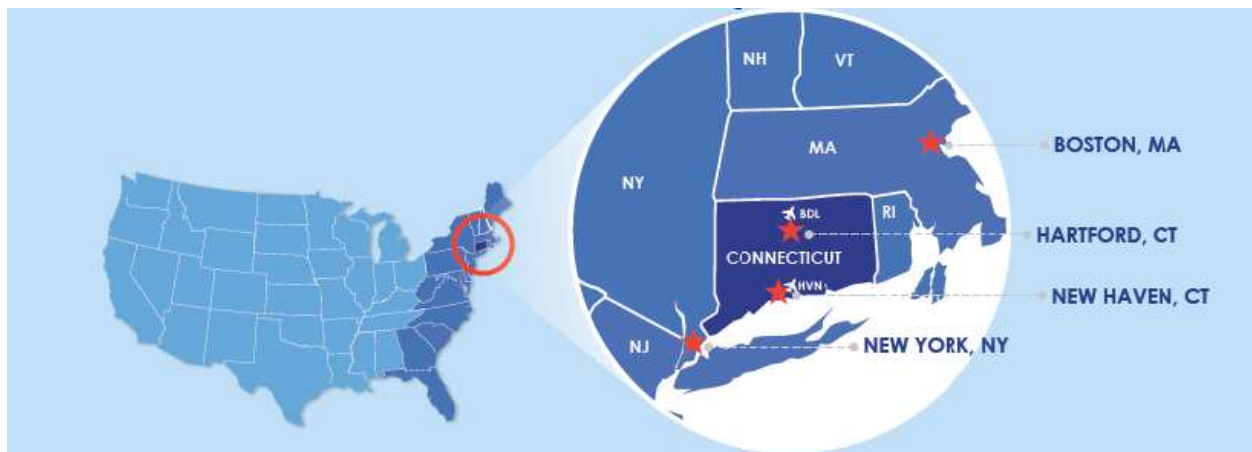 NH
VT
NY
MA
BOSTON, MA
BDL
RI
HARTFORD, CT
CONNECTICUT
HVN
NEW HAVEN, CT
NJ
NEW YORK, NY